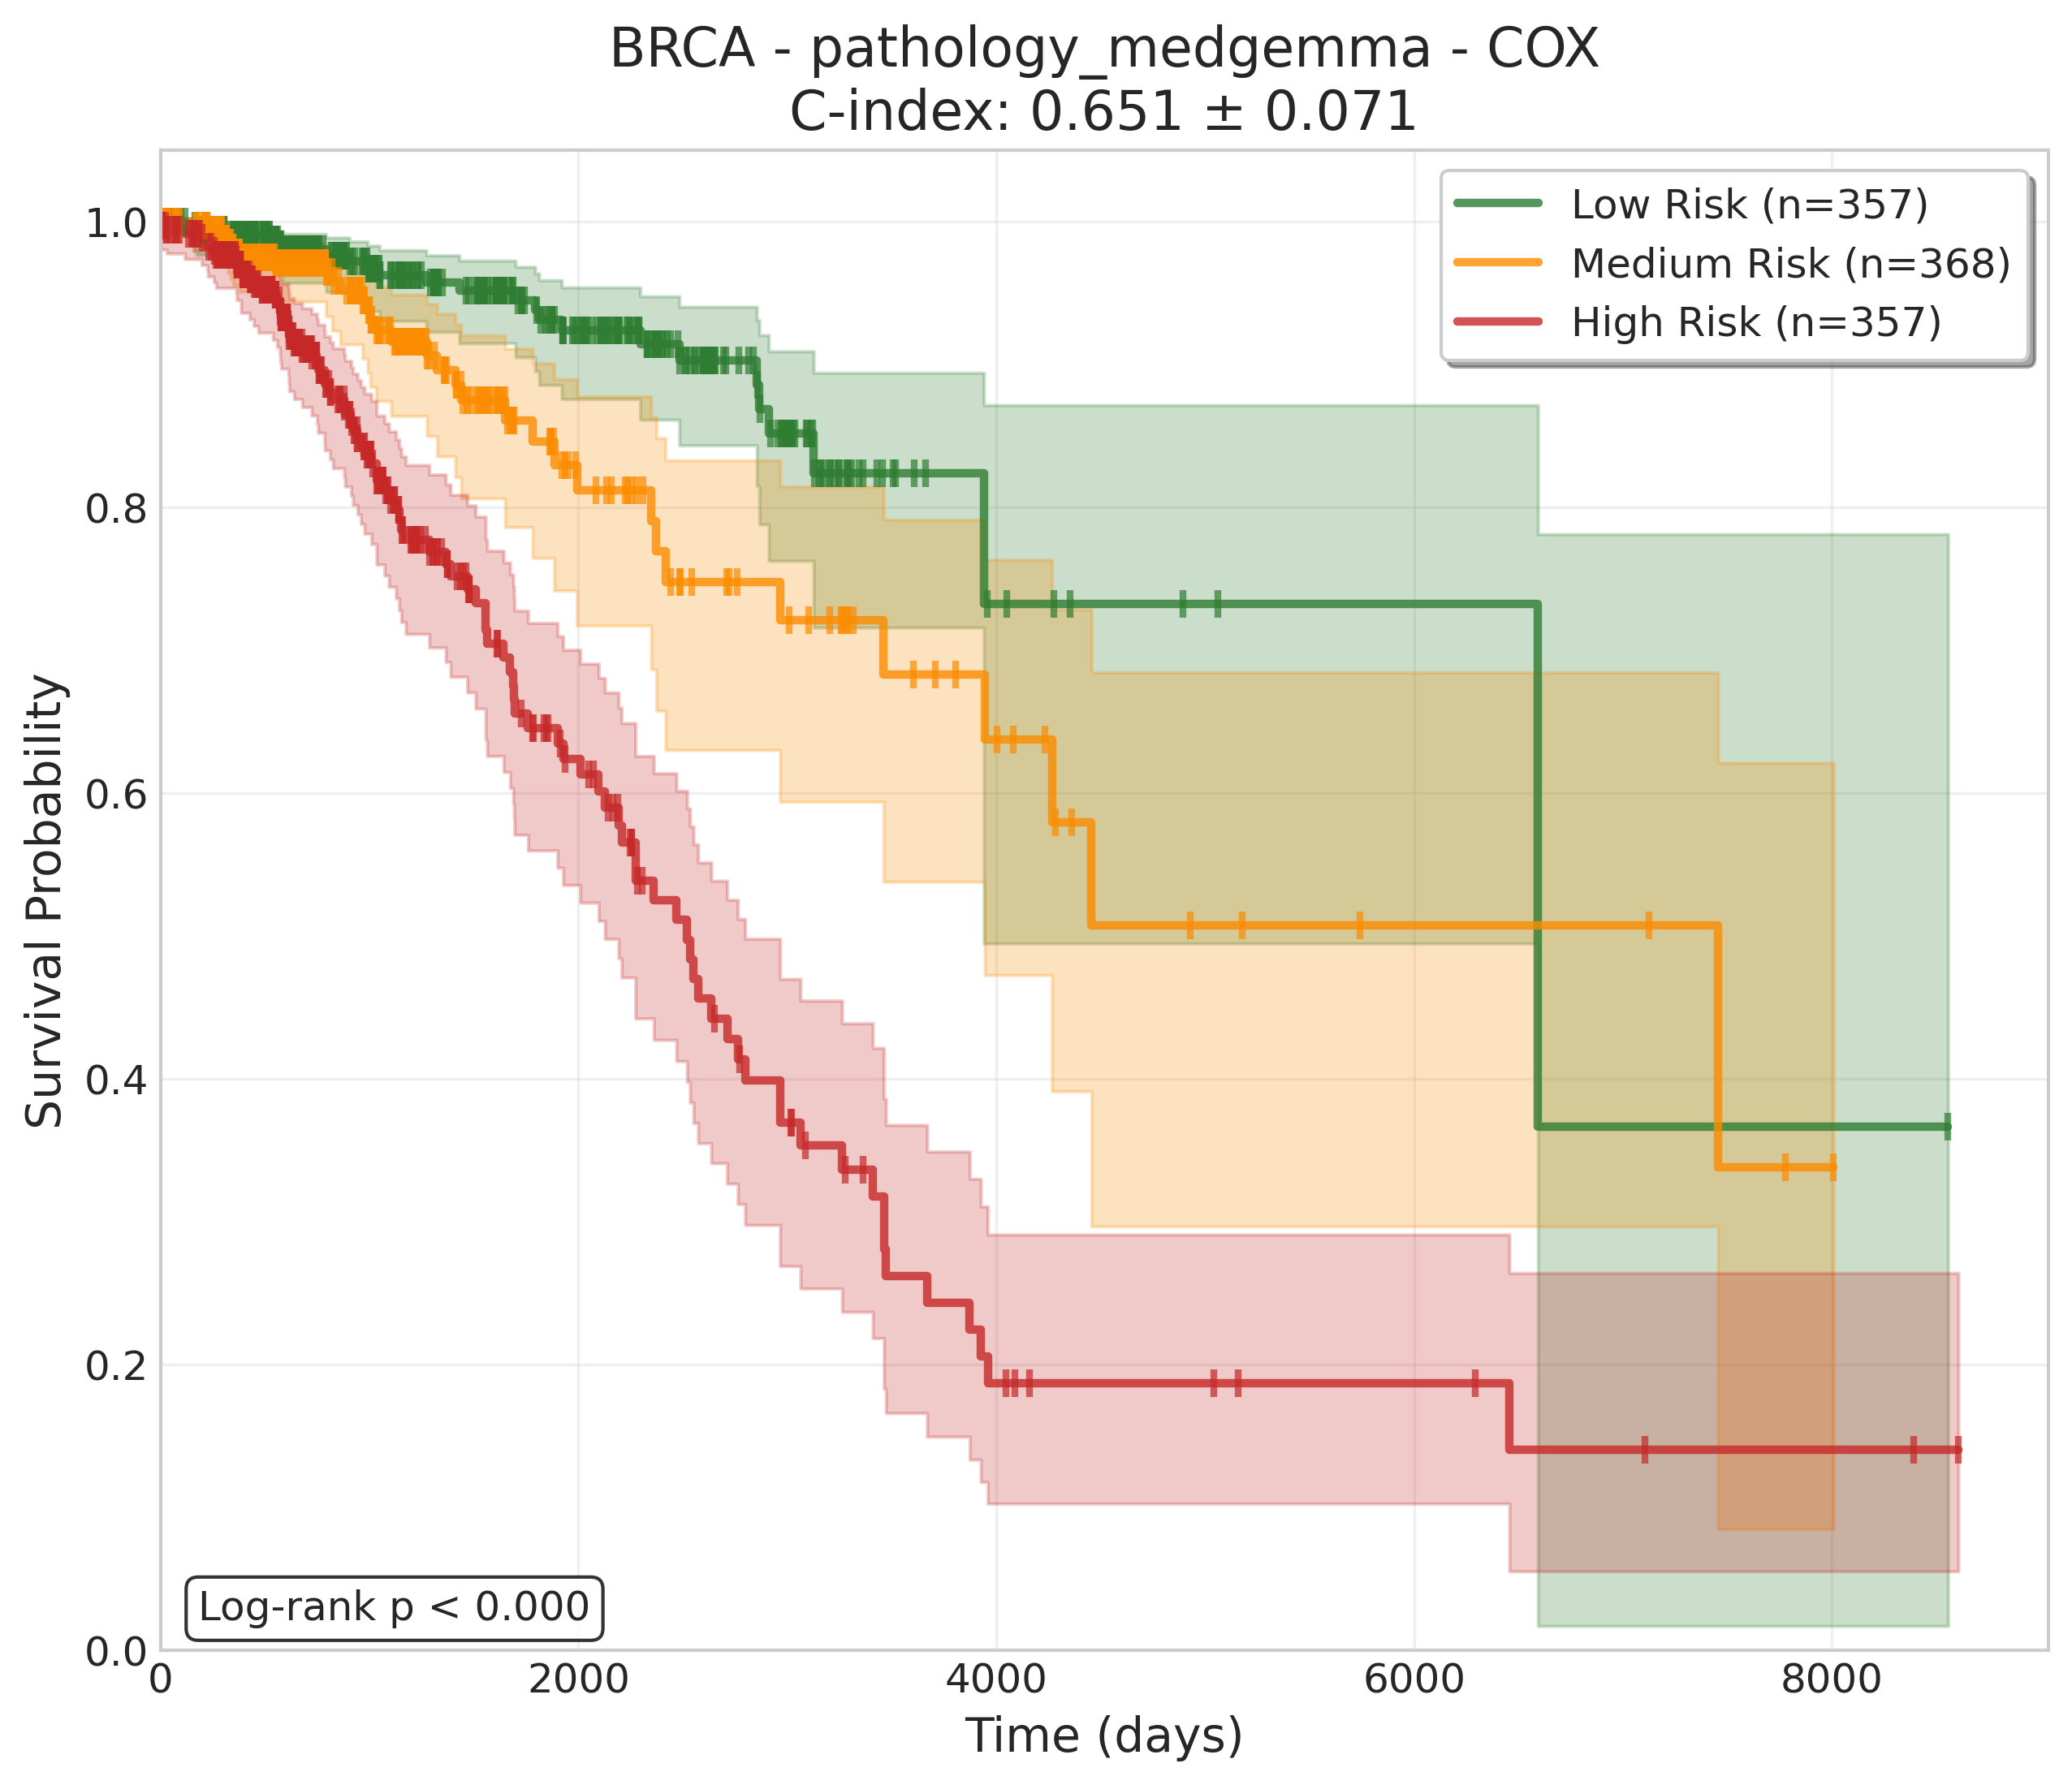 BRCA - pathology_medgemma - COX
C-index: 0.651 ± 0.071
Low Risk (n=357)
Medium Risk (n=368)
High Risk (n=357)
Survival Probability
1.0
0.8
0.6
0.4
0.2
0.0
Log-rank p < 0.000
0 2000 4000 6000 8000
Time (days)